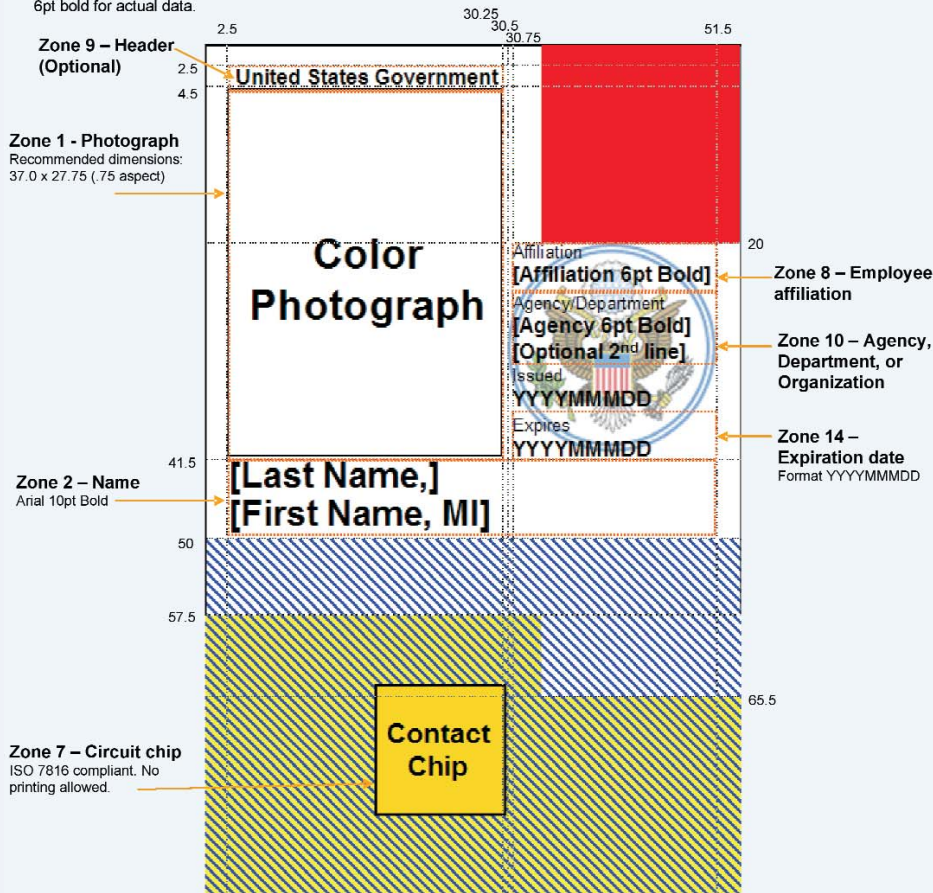 6pt bold for actual data.
2.5
30.25
30.5
30.75
51.5
Zone 9 – Header
(Optional)
2.5
4.5
United States Government
Zone 1 - Photograph
Recommended dimensions:
37.0 x 27.75 (.75 aspect)
Color
Photograph
20
Affiliation
[Affiliation 6pt Bold]
Zone 8 – Employee
affiliation
Agency/Department
[Agency 6pt Bold]
[Optional 2nd line]
Zone 10 – Agency,
Department, or
Organization
Issued
YYYYMMMDD
Expires
YYYYMMMDD
Zone 14 –
Expiration date
Format YYYYMMMDD
41.5
Zone 2 – Name
Arial 10pt Bold
[Last Name,]
[First Name, MI]
50
57.5
65.5
Zone 7 – Circuit chip
ISO 7816 compliant. No
printing allowed.
Contact
Chip